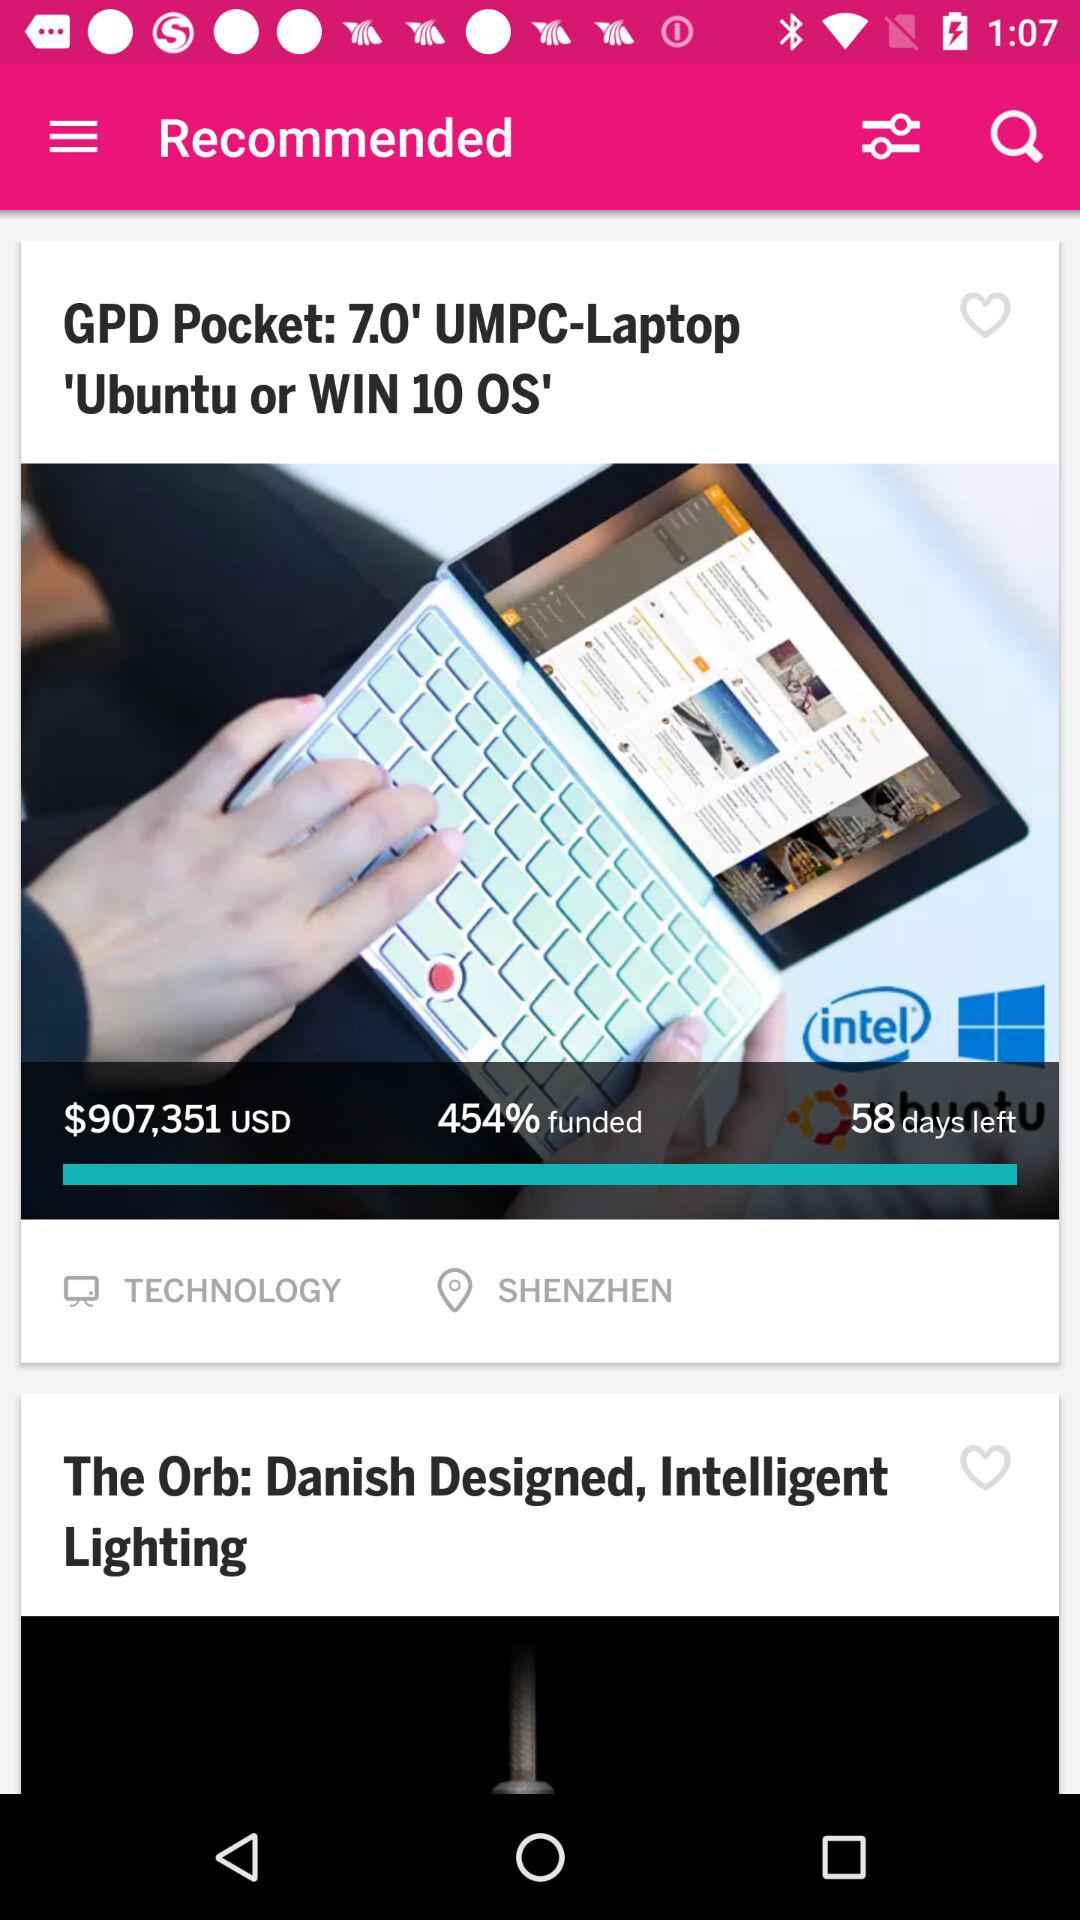 1:07
Recommended
GPD Pocket: 7.0' UMPC-Laptop
'Ubuntu or WIN 10 OS'
intel
ubuntu
$907,351 USD 454% funded 58 days left
TECHNOLOGY SHENZHEN
The Orb: Danish Designed, Intelligent
Lighting